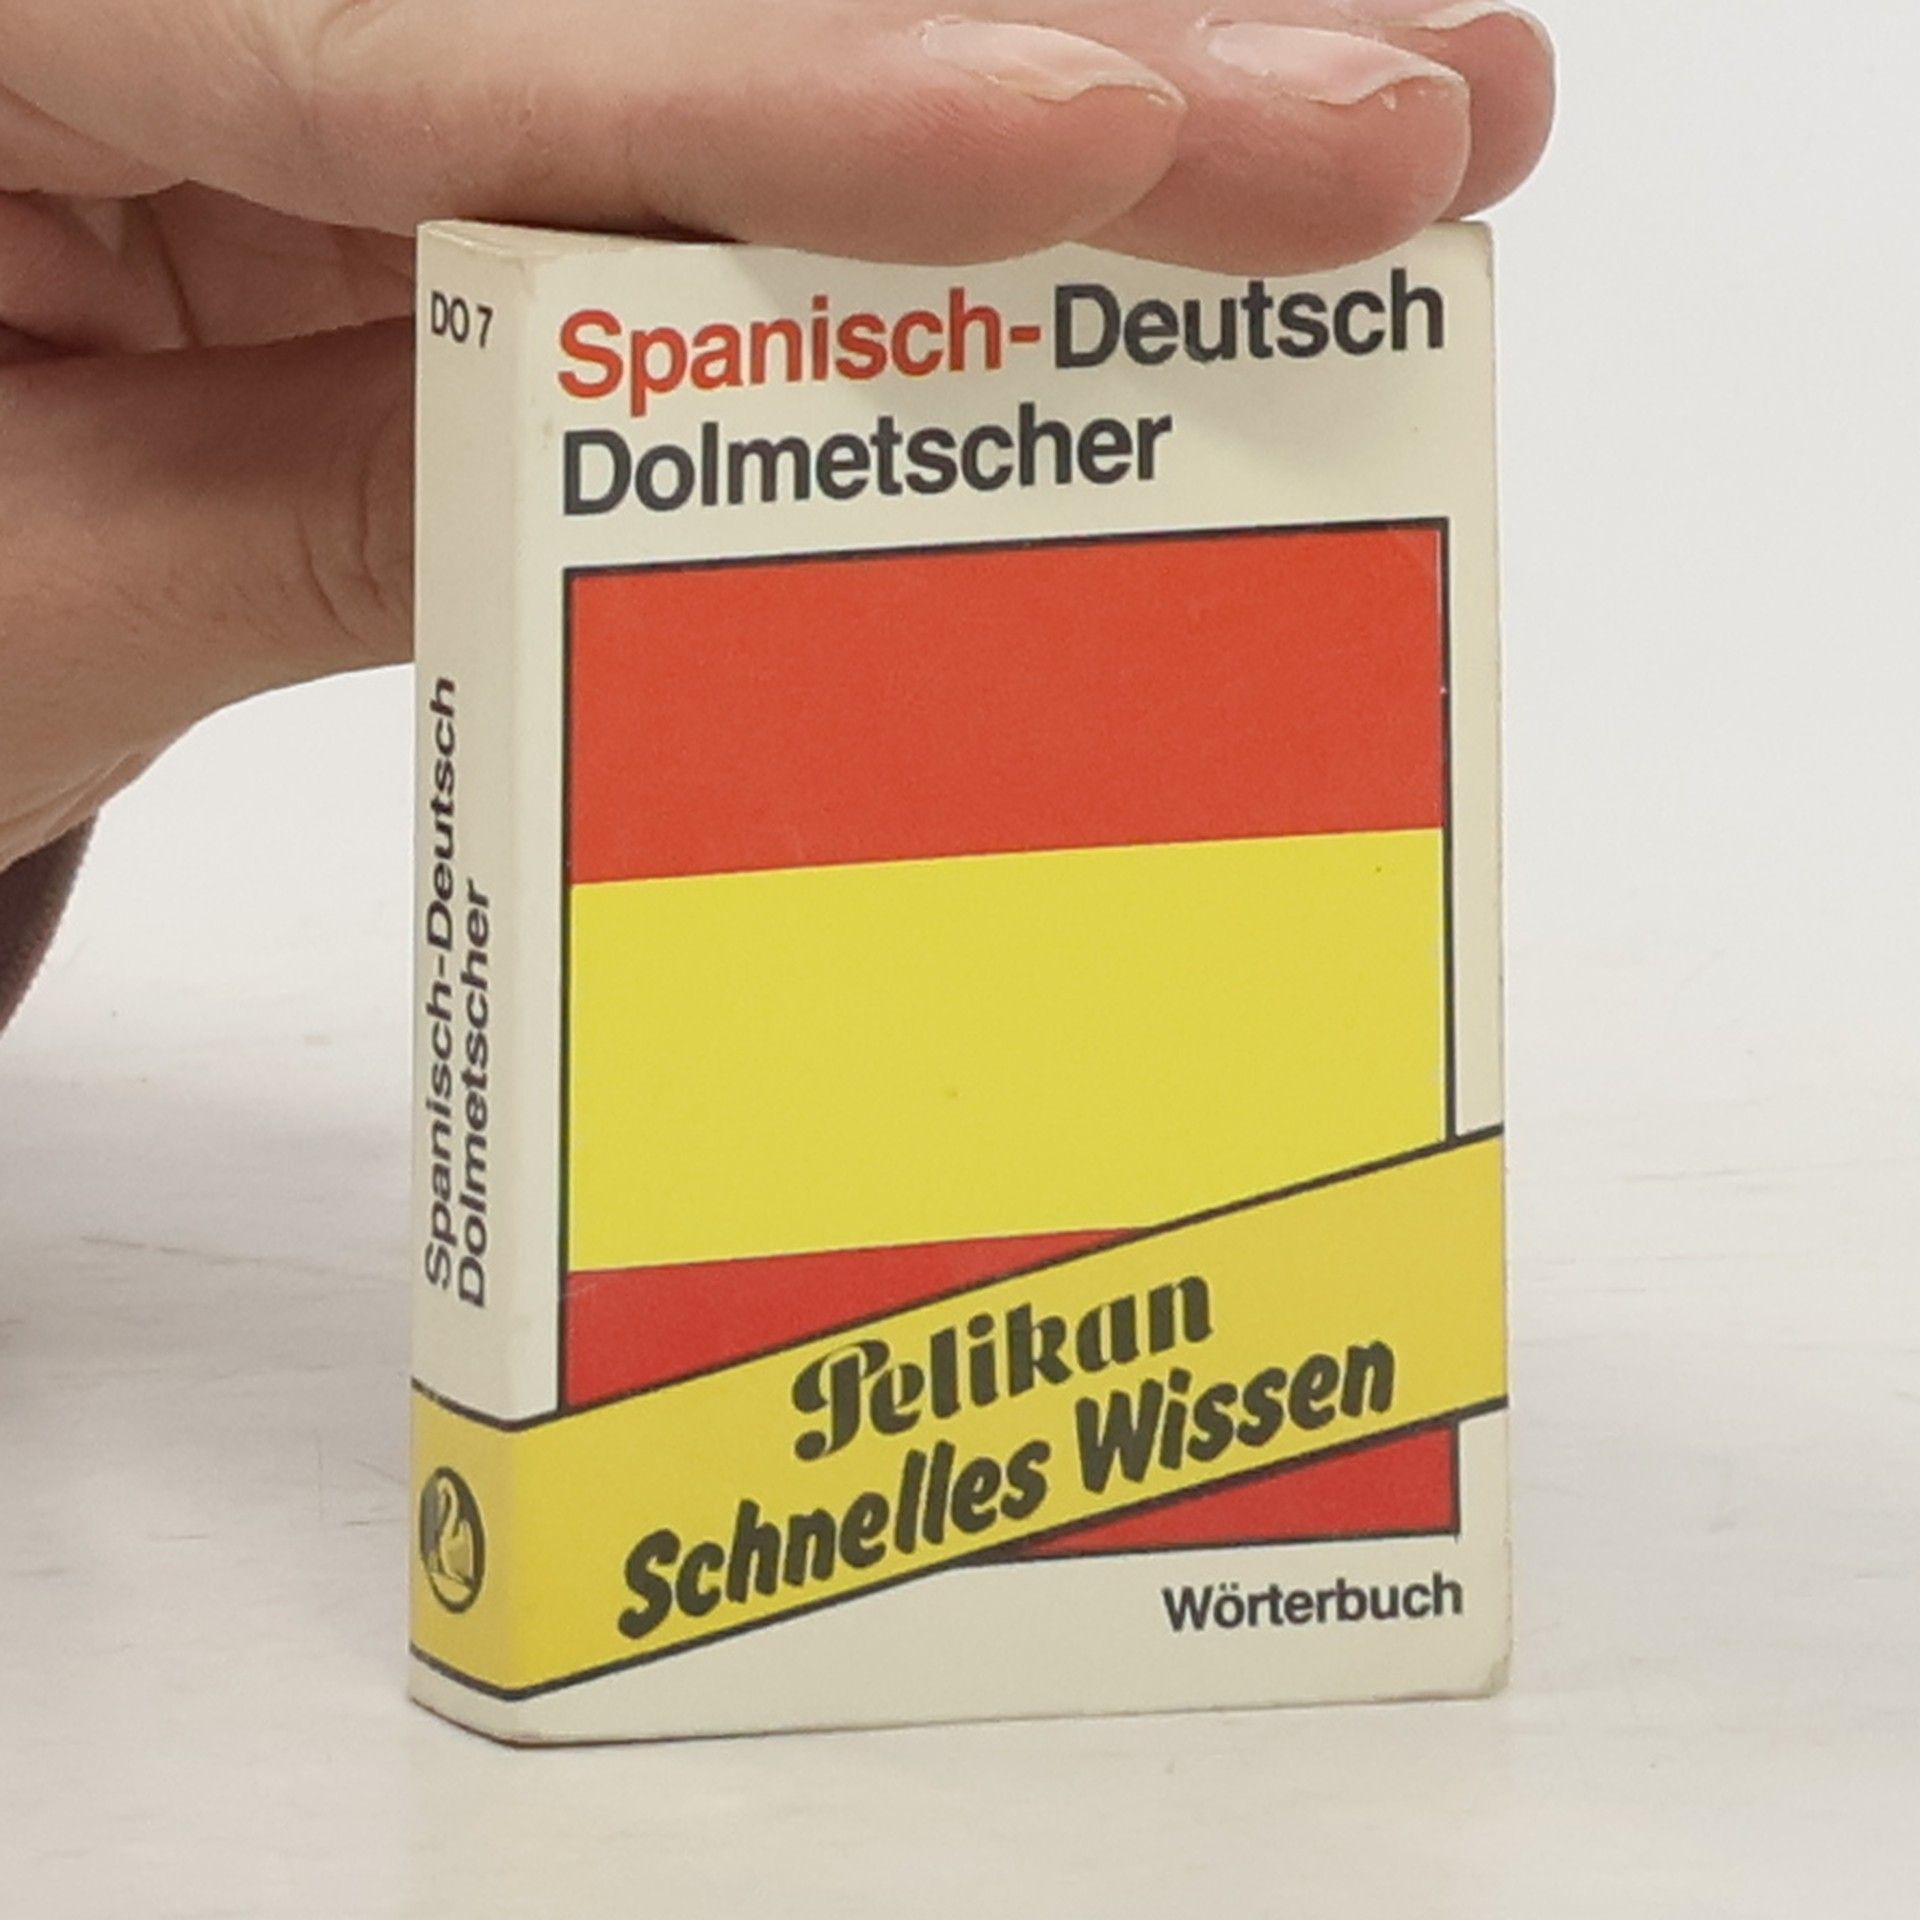 DO 7
Spanisch-Deutsch
Dolmetscher
Spanisch-Deutsch
Dolmetscher
Pelikan
Schnelles Wissen
Wörterbuch